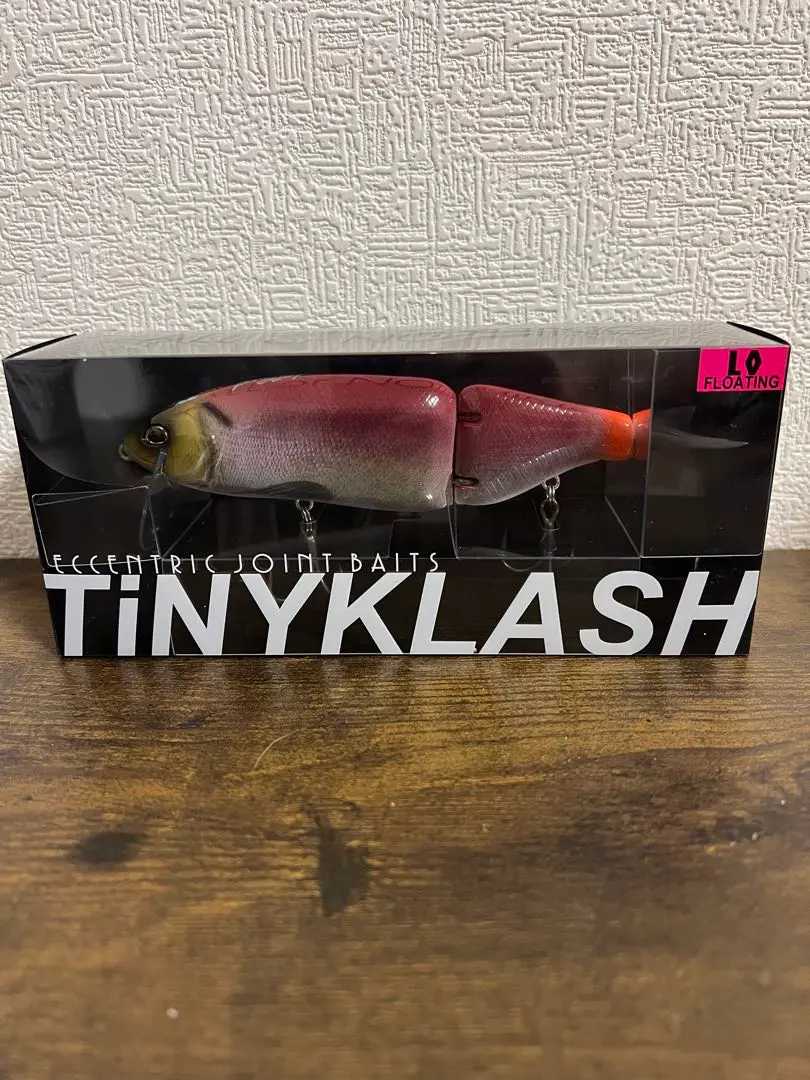 LO
FLOATING
ECCENTRIC JOINT BAITS
TiNYKLASH